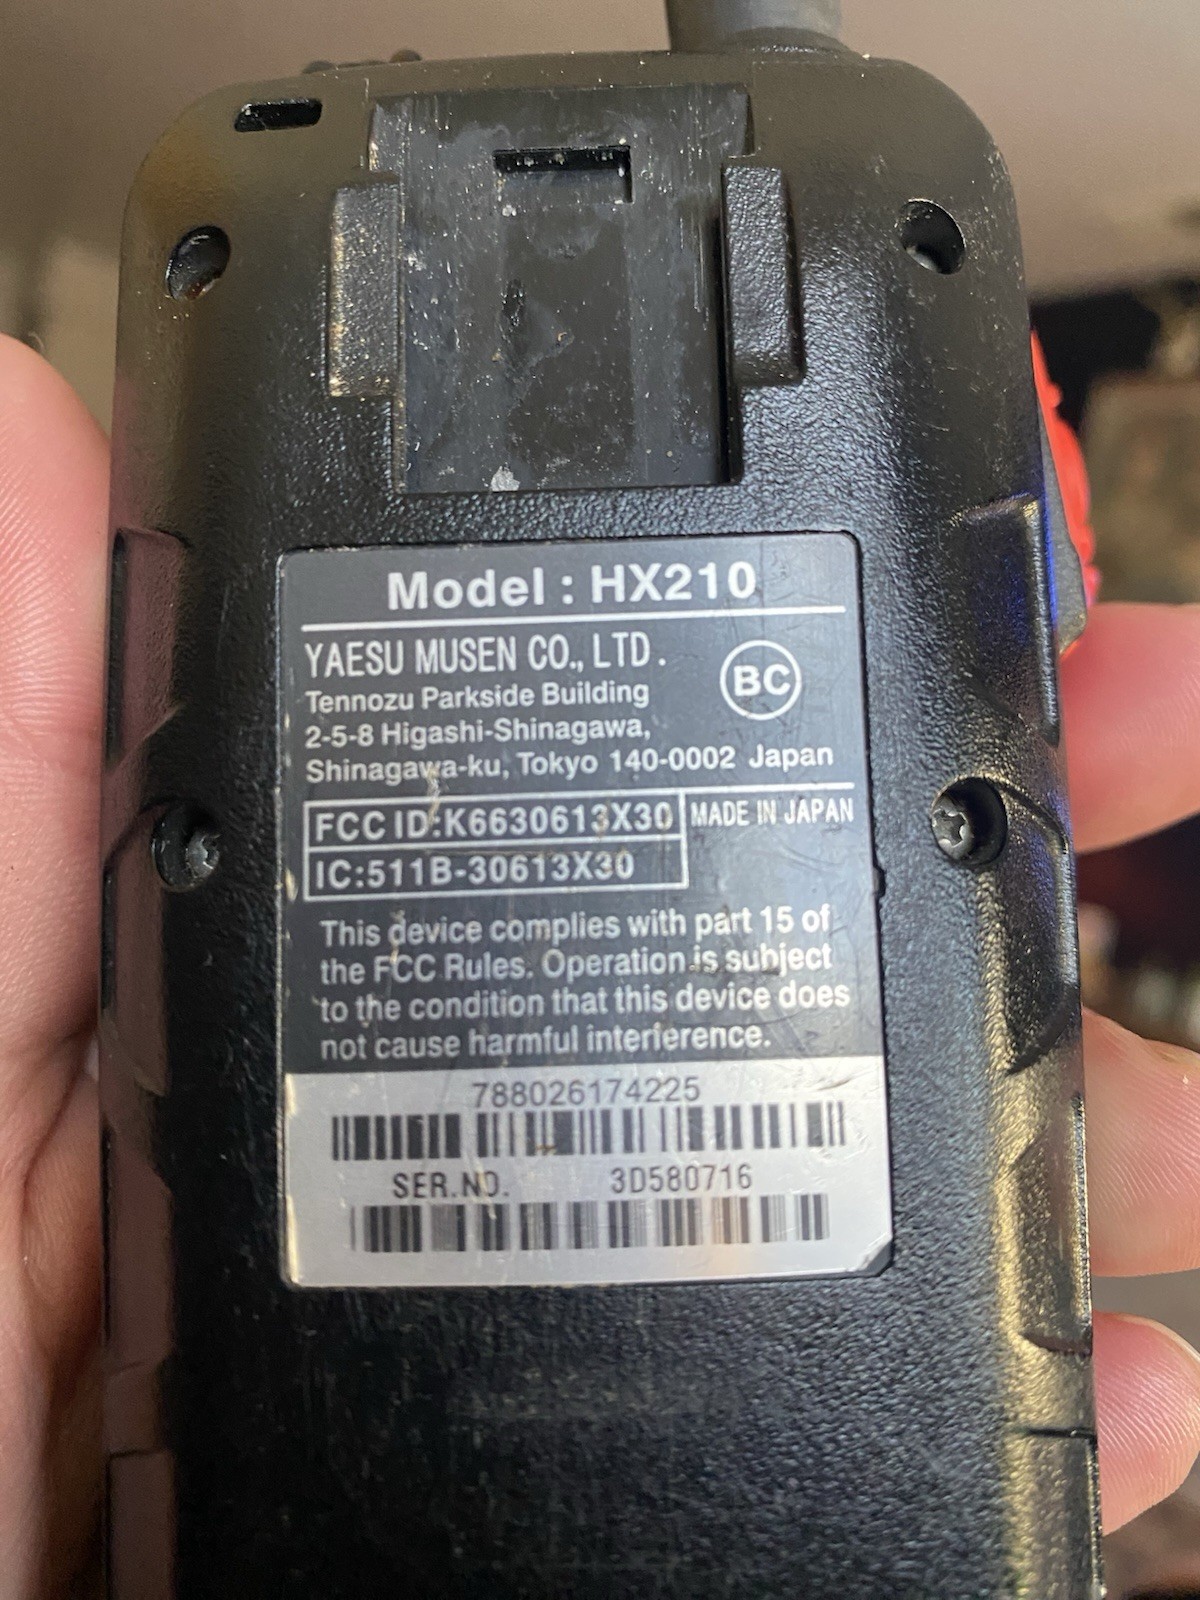 Model : HX210
YAESU MUSEN CO., LTD.
BC
Tennozu Parkside Building
2-5-8 Higashi-Shinagawa,
Shinagawa-ku, Tokyo 140-0002 Japan
FCC ID:K6630613X30
MADE IN JAPAN
IC:511B-30613X30
This device complies with part 15 of
the FCC Rules. Operation is subject
to the condition that this device does
not cause harmful interference.
788026174225
SER.NO. 3D580716